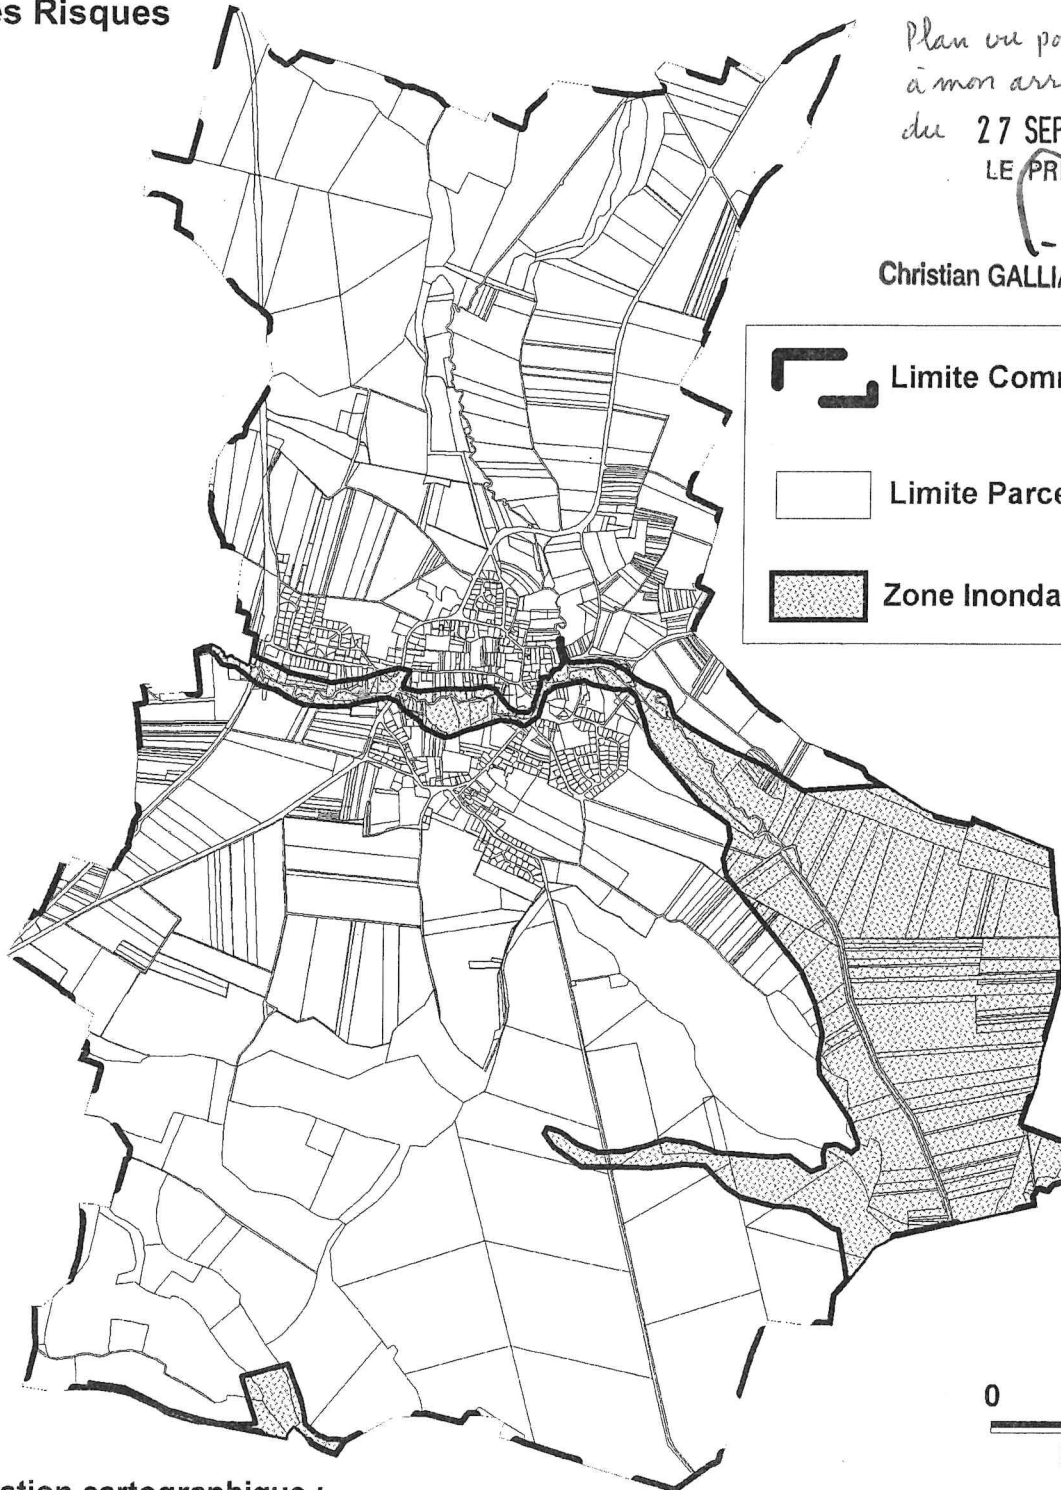 es Risques
Plan vu po
à mon arr
du 27 SEP
LE PR
Christian GALLIA
Limite Com
Limite Parce
Zone Inonda
0
ation cartographique :